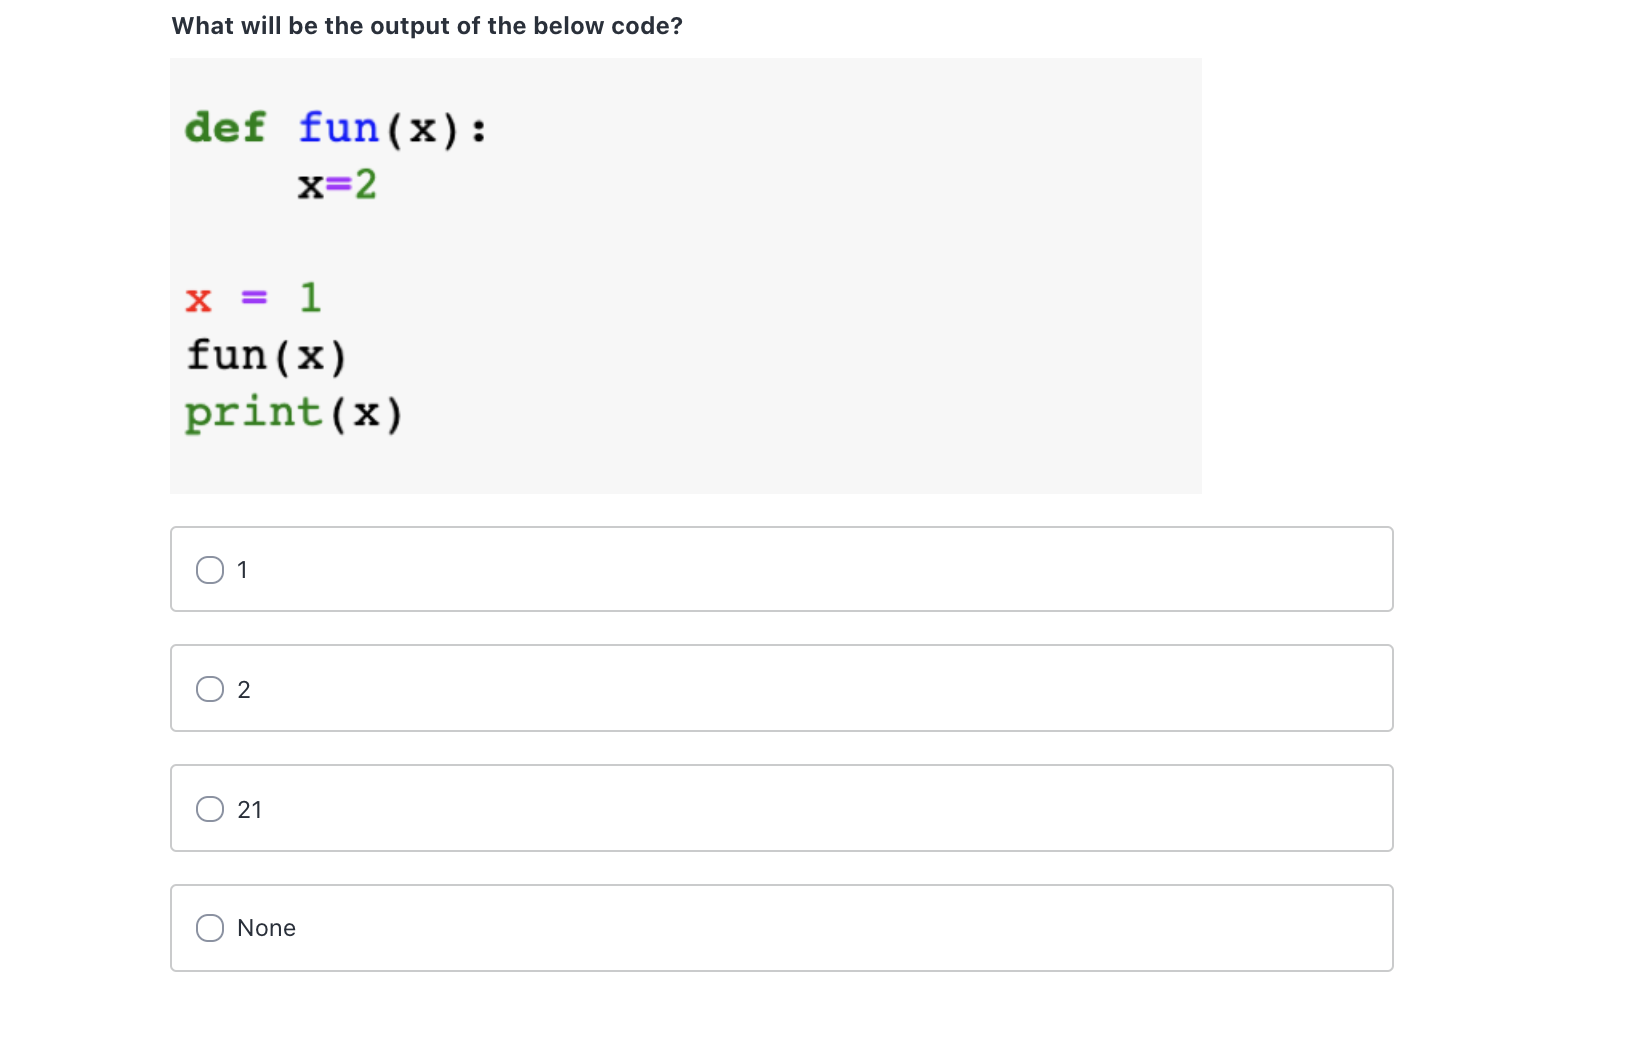 What will be the output of the below code?
def fun(x):
    x=2
x = 1
fun(x)
print(x)
1
2
21
None